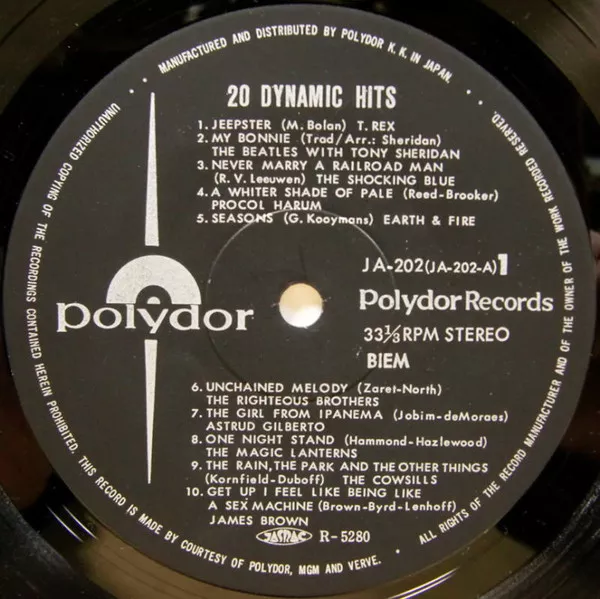 MANUFACTURED AND DISTRIBUTED BY POLYDOR K.K. IN JAPAN.
20 DYNAMIC HITS
1. JEEPSTER (M. Bolan) T. REX
2. MY BONNIE (Trad/Arr.: Sheridan)
THE BEATLES WITH TONY SHERIDAN
3. NEVER MARRY A RAILROAD MAN
(R. V. Leeuwen) THE SHOCKING BLUE
4. A WHITER SHADE OF PALE (Reed-Brooker)
PROCOL HARUM
5. SEASONS (G. Kooymans) EARTH & FIRE
JA-202(JA-202-A) 1
polydor
Polydor Records
33⅓ RPM STEREO
BIEM
6. UNCHAINED MELODY (Zaret-North)
THE RIGHTEOUS BROTHERS
7. THE GIRL FROM IPANEMA (Jobim-deMoraes)
ASTRUD GILBERTO
8. ONE NIGHT STAND (Hammond-Hazlewood)
THE MAGIC LANTERNS
9. THE RAIN, THE PARK AND THE OTHER THINGS
(Kornfield-Duboff) THE COWSILLS
10. GET UP I FEEL LIKE BEING LIKE
A SEX MACHINE (Brown-Byrd-Lenhoff)
JAMES BROWN
JASRAC R-5280
UNAUTHORIZED COPYING OF THE RECORDINGS CONTAINED HEREIN PROHIBITED. THIS RECORD IS MADE BY COURTESY OF POLYDOR, MGM AND VERVE.
ALL RIGHTS OF THE RECORD MANUFACTURER AND OF THE OWNER OF THE WORK RECORDED RESERVED.